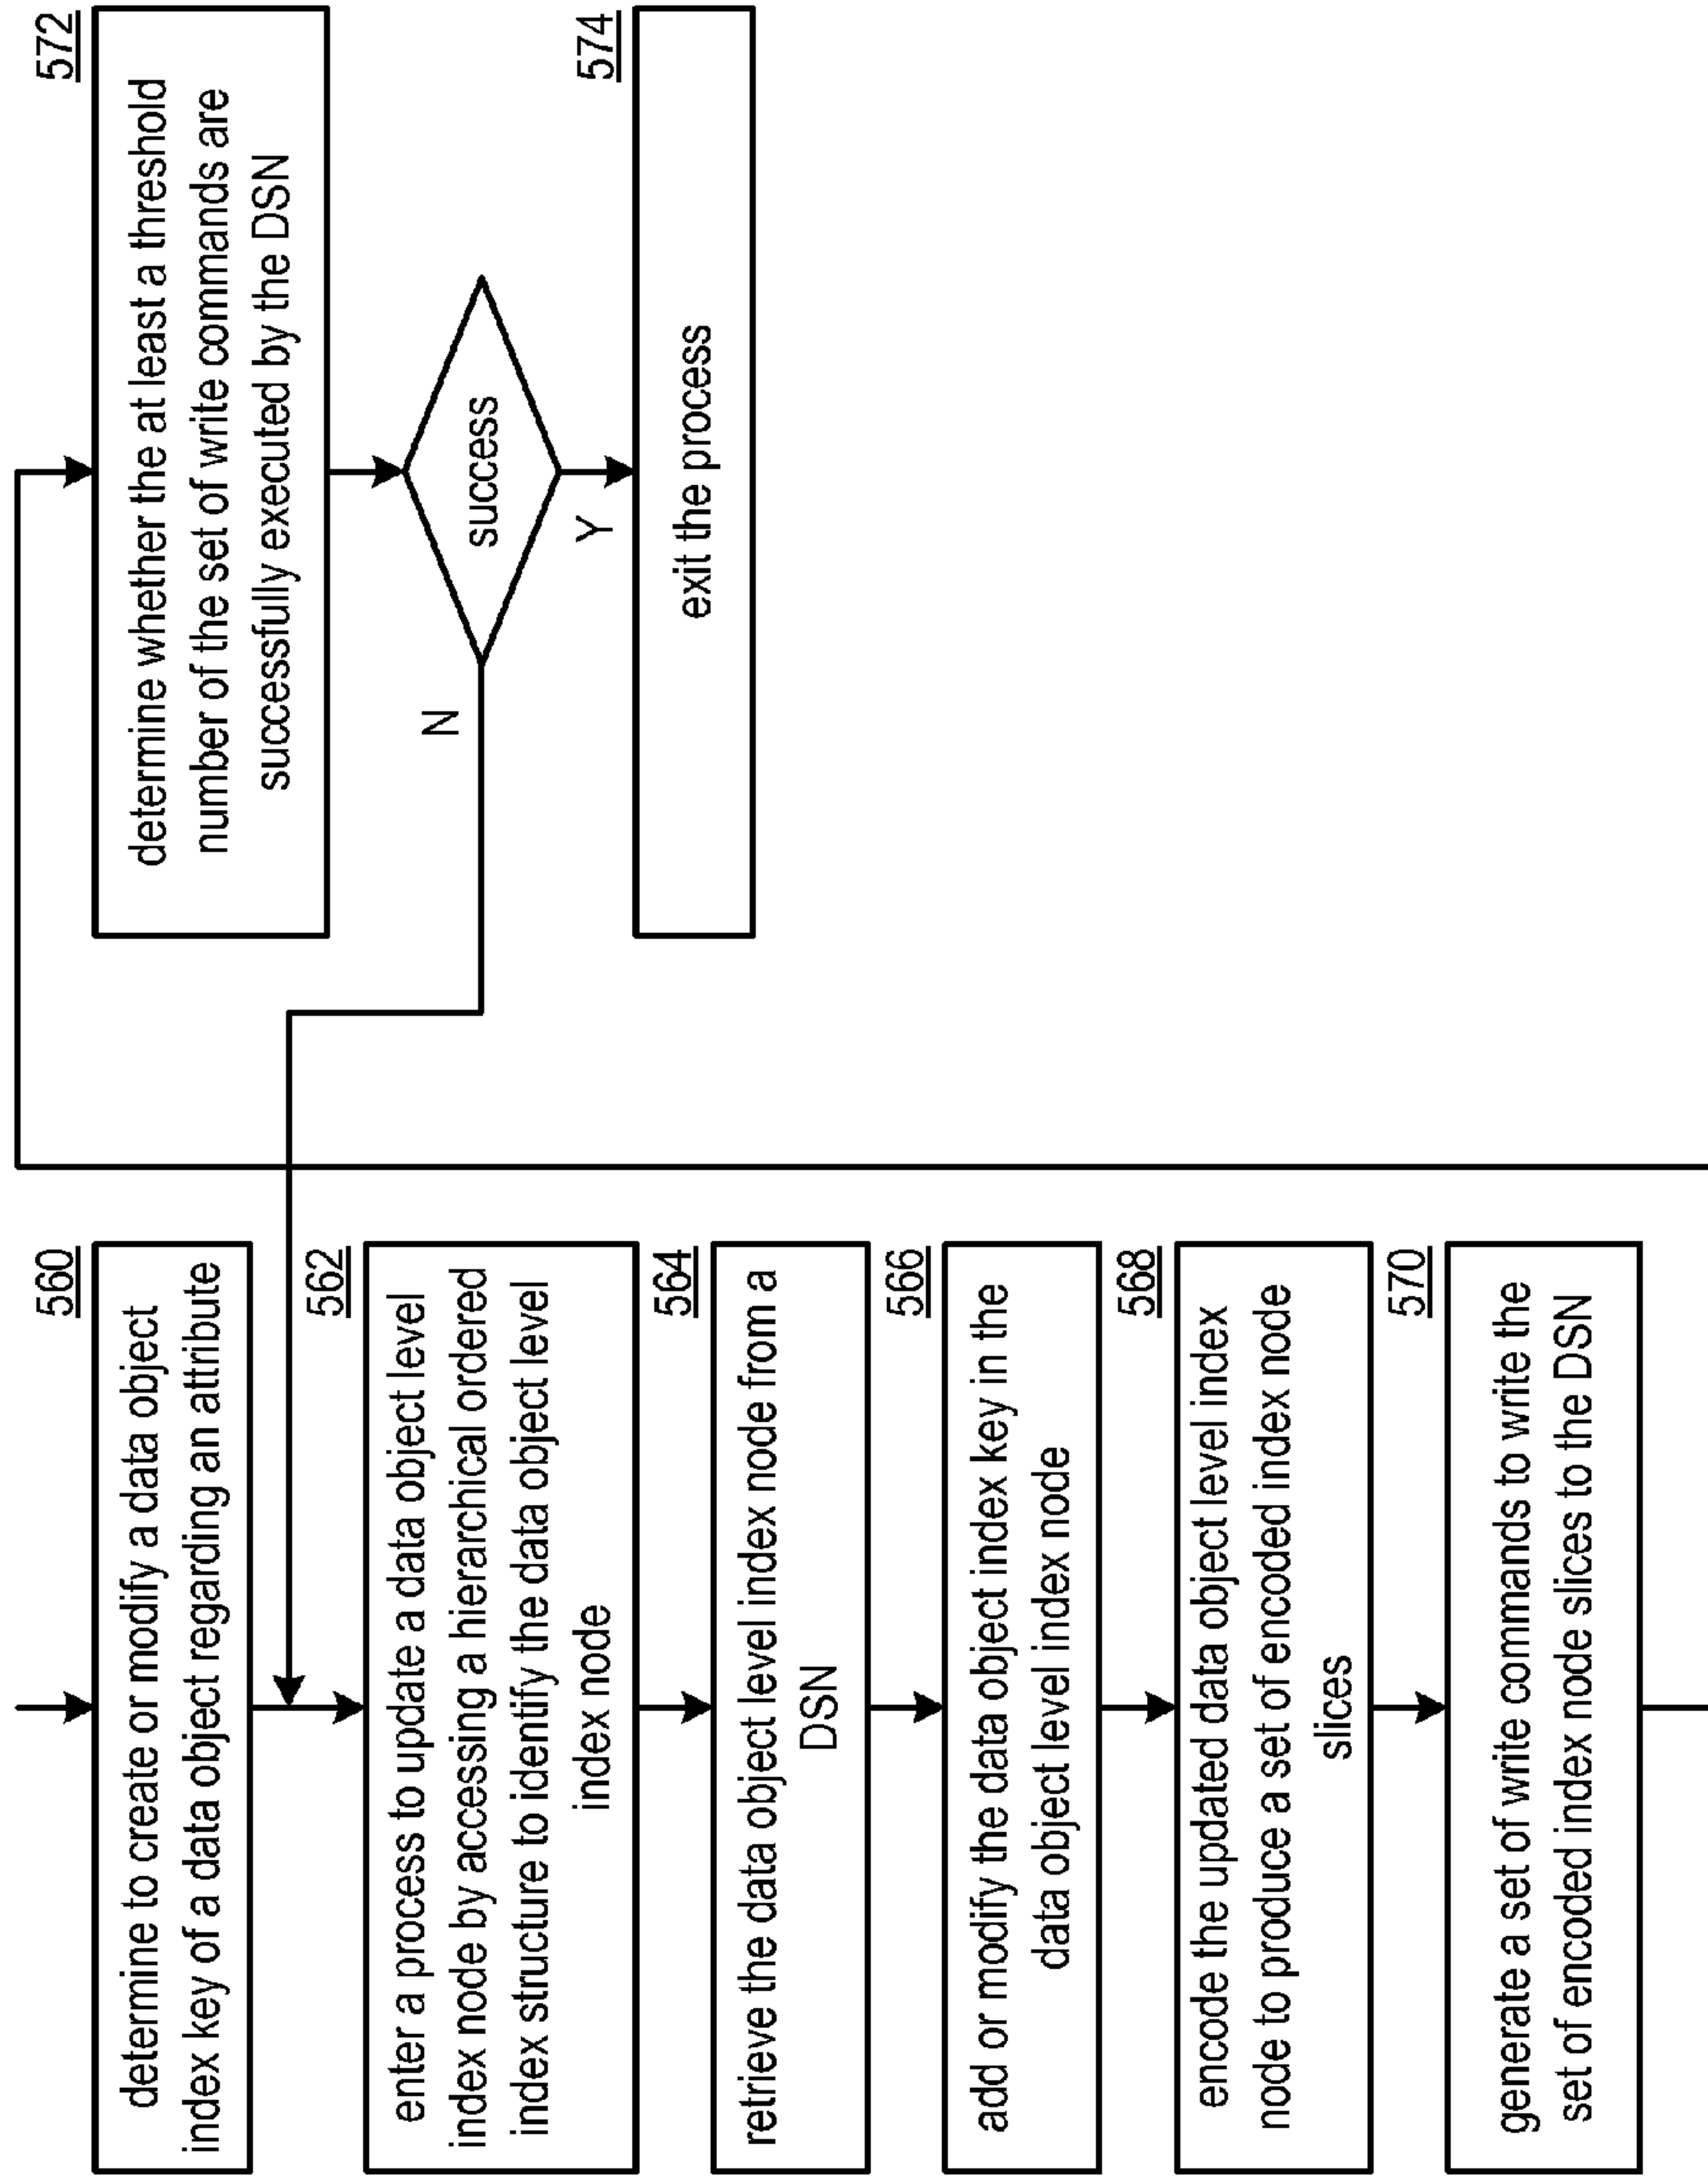 560
determine to create or modify a data object
index key of a data object regarding an attribute
562
enter a process to update a data object level
index node by accessing a hierarchical ordered
index structure to identify the data object level
index node
564
retrieve the data object level index node from a
DSN
566
add or modify the data object index key in the
data object level index node
568
encode the updated data object level index
node to produce a set of encoded index node
slices
570
generate a set of write commands to write the
set of encoded index node slices to the DSN
572
determine whether the at least a threshold
number of the set of write commands are
successfully executed by the DSN
success
N
Y
574
exit the process